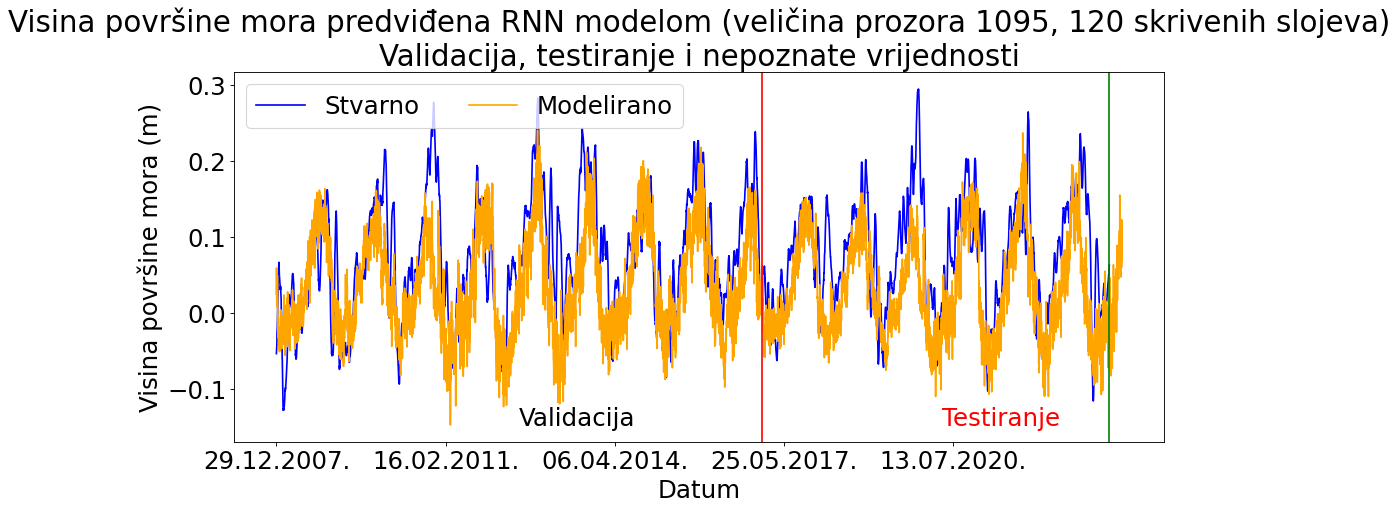 Visina površine mora predviđena RNN modelom (veličina prozora 1095, 120 skrivenih slojeva)
Validacija, testiranje i nepoznate vrijednosti
Stvarno
Modelirano
Visina površine mora (m)
0.3
0.2
0.1
0.0
−0.1
Validacija
Testiranje
29.12.2007.
16.02.2011.
06.04.2014.
25.05.2017.
13.07.2020.
Datum